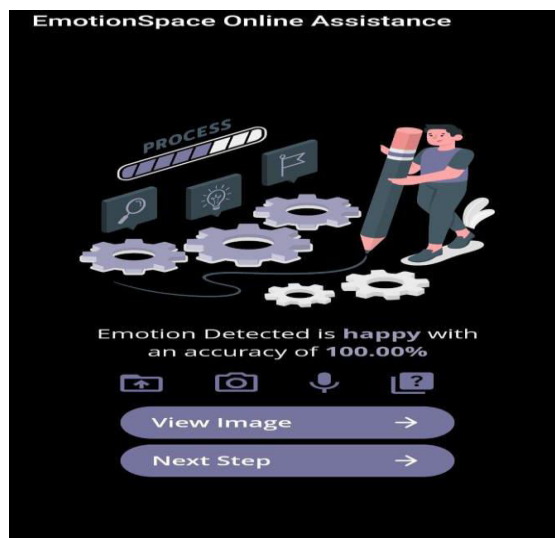 EmotionSpace Online Assistance
PROCESS
Emotion Detected is happy with
an accuracy of 100.00%
?
View Image
Next Step